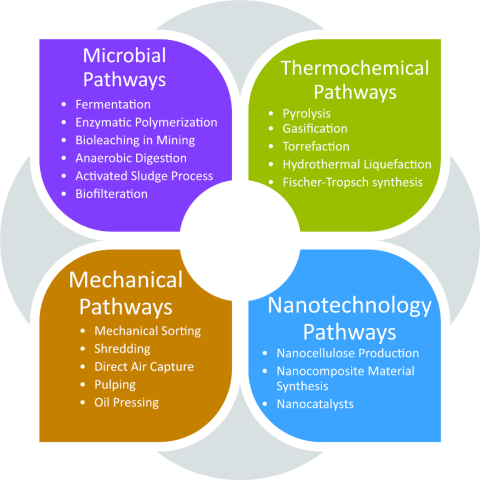 Microbial
Pathways
• Fermentation
• Enzymatic Polymerization
• Bioleaching in Mining
• Anaerobic Digestion
• Activated Sludge Process
• Biofilteration
Thermochemical
Pathways
• Pyrolysis
• Gasification
• Torrefaction
• Hydrothermal Liquefaction
• Fischer-Tropsch synthesis
Mechanical
Pathways
• Mechanical Sorting
• Shredding
• Direct Air Capture
• Pulping
• Oil Pressing
Nanotechnology
Pathways
• Nanocellulose Production
• Nanocomposite Material
Synthesis
• Nanocatalysts